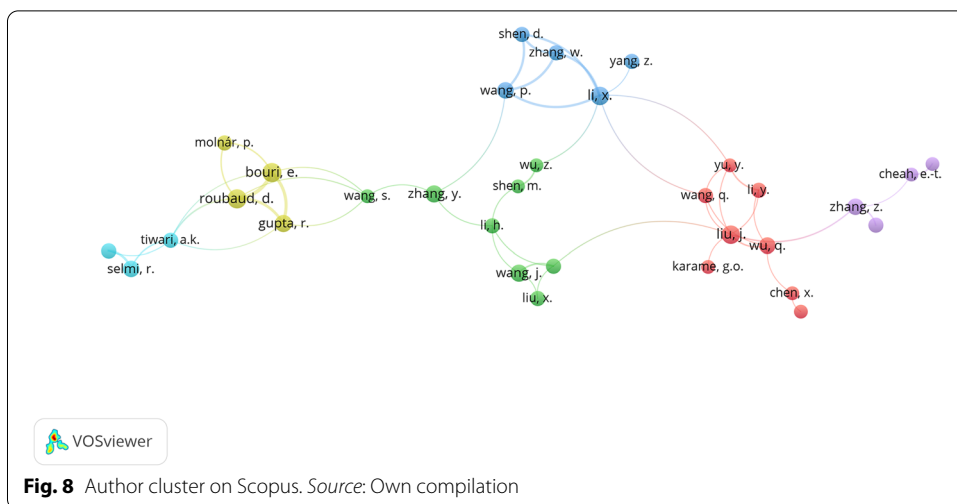 shen, d.
zhang, w.
yang, z.
wang, p.
li, x.
molnár, p.
bouri, e.
roubaud, d.
gupta, r.
wang, s.
zhang, y.
wu, z.
shen, m.
li, h.
yu, y.
wang, q.
li, y.
cheah, e.-t.
zhang, z.
tiwari, a.k.
selmi, r.
liu, j.
wu, q.
karame, g.o.
wang, j.
liu, x.
chen, x.
VOSviewer
Fig. 8 Author cluster on Scopus. Source: Own compilation